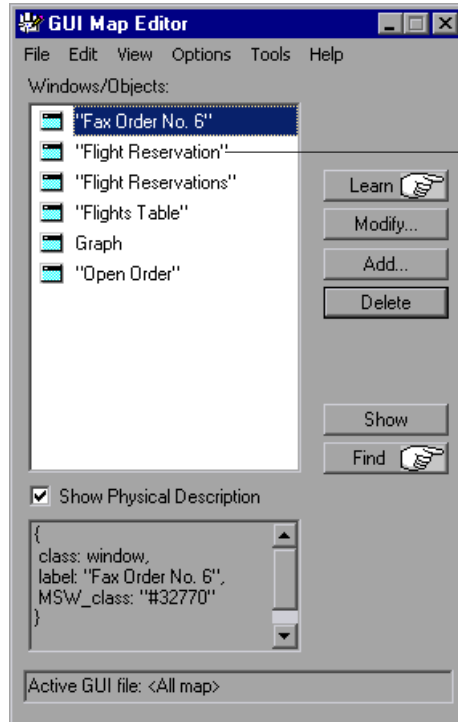 GUI Map Editor
File Edit View Options Tools Help
Windows/Objects:
"Fax Order No. 6"
"Flight Reservation"
"Flight Reservations"
"Flights Table"
Graph
"Open Order"
Learn
Modify...
Add...
Delete
Show
Find
Show Physical Description
{
class: window,
label: "Fax Order No. 6",
MSW_class: "#32770"
}
Active GUI file: <All map>